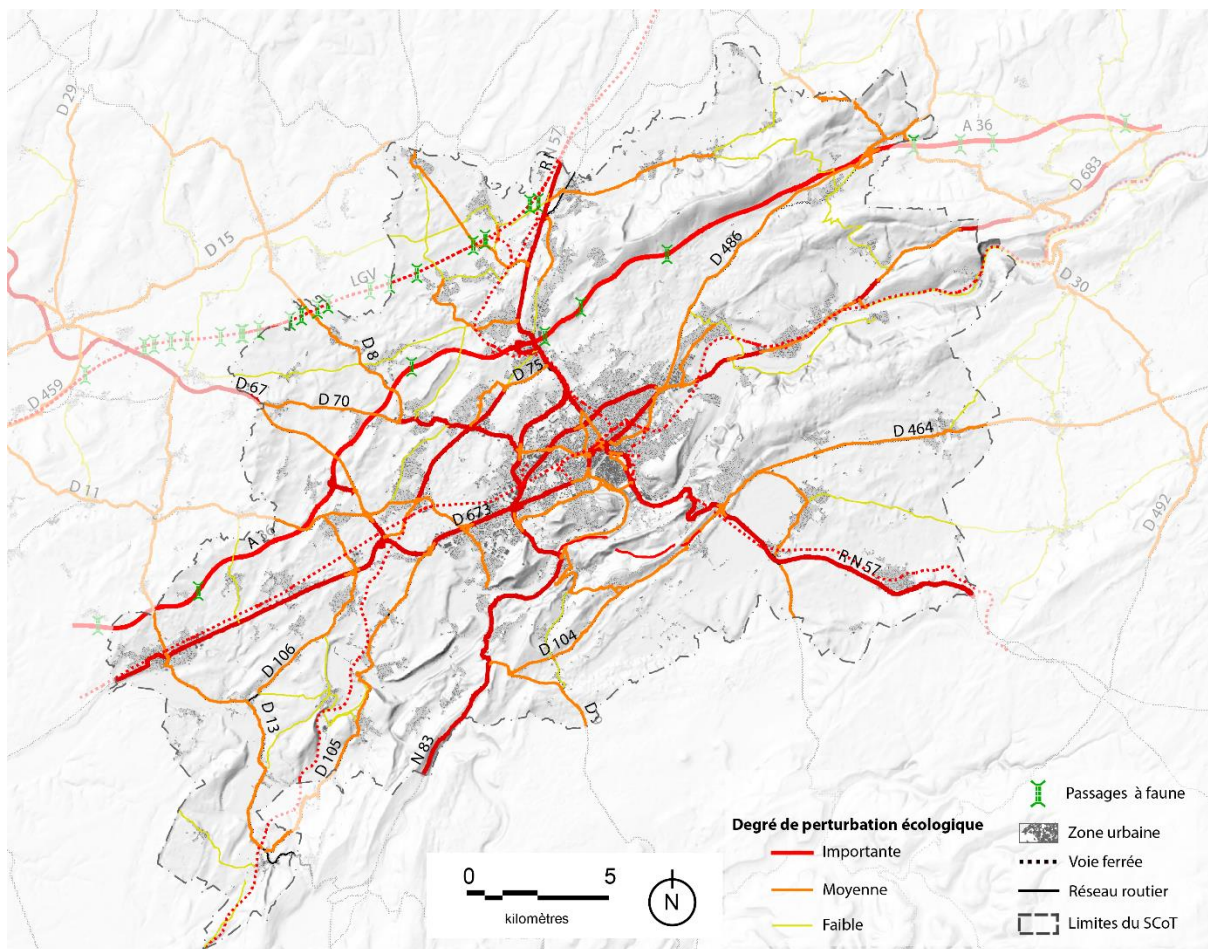 D 29
R N 57
A 36
D 683
D 15
D 486
LGV
D 30
D 8
D 75
D 459
D 67
D 70
D 464
D 11
D 673
D 492
A
R N 57
D 106
D 104
D 13
D 9
D 105
N 83
Passages à faune
Degré de perturbation écologique
Zone urbaine
Importante
Voie ferrée
0 5
Moyenne
Réseau routier
N
kilomètres
Faible
Limites du SCoT